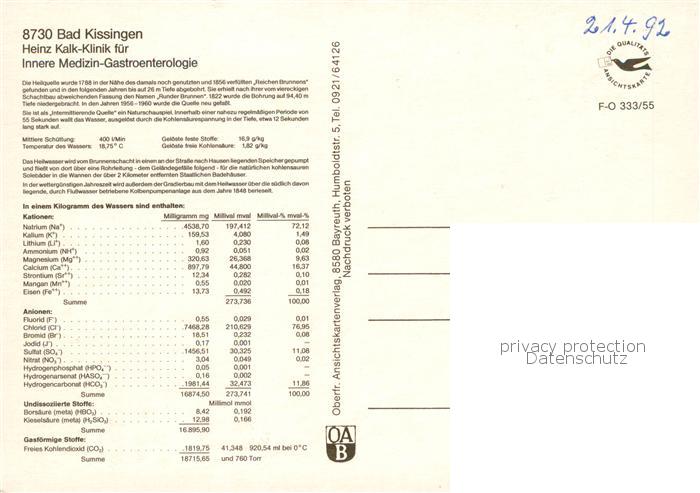 8730 Bad Kissingen
Heinz Kalk-Klinik für
Innere Medizin-Gastroenterologie
Die Heilquelle wurde 1788 in der Nähe des damals noch genutzten und 1856 verfüllten „Reichen Brunnens"
gefunden und in den folgenden Jahren bis auf 26 m Tiefe abgebohrt. Sie erhielt nach ihrer vom viereckigen
Schachtbau abweichenden Fassung den Namen „Runder Brunnen". 1822 wurde die Bohrung auf 94,40 m
Tiefe niedergebracht. In den Jahren 1956–1960 wurde die Quelle neu gefaßt.
Sie ist als „Intermittierende Quelle" ein Naturschauspiel. Innerhalb einer nahezu regelmäßigen Periode von
55 Sekunden wallt das Wasser, ausgelöst durch die Kohlensäurespannung in der Tiefe, etwa 12 Sekunden
lang stark auf.
Mittlere Schüttung: 400 l/Min Gelöste feste Stoffe: 16,9 g/kg
Temperatur des Wassers: 18,75°C Gelöste freie Kohlensäure: 1,82 g/kg
Das Heilwasser wird vom Brunnenschacht in einem an der Straße nach Hausen liegenden Speicher gepumpt
und fließt von dort über eine Rohrleitung - dem Geländegefälle folgend - für die natürlichen kohlensauren
Solebäder in die Wannen der über 2 Kilometer entfernten Staatlichen Badehäuser.
In der wettergünstigen Jahreszeit wird außerdem der Gradierbau mit dem Heilwasser über die südlich davon
liegende, durch Flußwasser betriebene Kolbenpumpenanlage aus dem Jahre 1848 berieselt.
In einem Kilogramm des Wassers sind enthalten:
Kationen: Milligramm mg Millival mval Millival-% mval-%
Natrium (Na⁺) 4538,70 197,412 72,12
Kalium (K⁺) 159,53 4,080 1,49
Lithium (Li⁺) 1,60 0,230 0,08
Ammonium (NH⁺) 0,92 0,051 0,02
Magnesium (Mg⁺⁺) 320,63 26,368 9,63
Calcium (Ca⁺⁺) 897,79 44,800 16,37
Strontium (Sr⁺⁺) 12,34 0,282 0,10
Mangan (Mn⁺⁺) 0,55 0,020 0,01
Eisen (Fe⁺⁺) 13,73 0,492 0,18
Summe 273,736 100,00
Anionen:
Fluorid (F⁻) 0,55 0,029 0,01
Chlorid (Cl⁻) 7468,28 210,629 76,95
Bromid (Br⁻) 18,51 0,232 0,08
Jodid (J⁻) 0,17 0,001 –
Sulfat (SO₄⁻) 1456,51 30,325 11,08
Nitrat (NO₃⁻) 3,04 0,049 0,02
Hydrogenphosphat (HPO₄⁻⁻) 0,05 0,001 –
Hydrogenarsenat (HASO₄⁻⁻) 0,16 0,002 –
Hydrogenkarbonat (HCO₃⁻) 1981,44 32,473 11,86
Summe 16874,50 273,741 100,00
Undissoziierte Stoffe: Millimol mmol
Borsäure (meta) (HBO₂) 8,42 0,192
Kieselsäure (meta) (H₂SiO₃) 12,98 0,166
Summe 16.895,90
Gasförmige Stoffe:
Freies Kohlendioxid (CO₂) 1819,75 41,348 920,54 ml bei 0°C
Summe 18715,65 und 760 Torr
Oberfr. Ansichtskartenverlag, 8580 Bayreuth, Humboldtstr. 5, Tel. 0921/64126
Nachdruck verboten
OA
B
21.4.92
DIE QUALITÄTS
ANSICHTSKARTE
F-O 333/55
privacy protection
Datenschutz